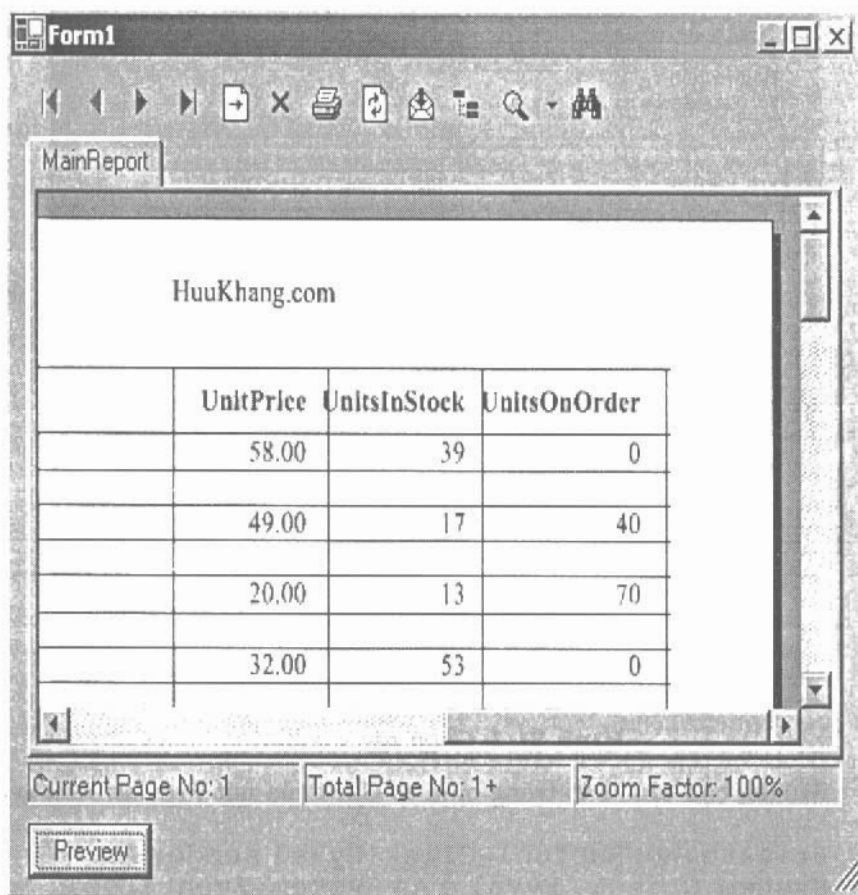 Form1
MainReport
HuuKhang.com
UnitPrice UnitsInStock UnitsOnOrder
58.00 39 0
49.00 17 40
20.00 13 70
32.00 53 0
Current Page No: 1 Total Page No: 1+ Zoom Factor: 100%
Preview